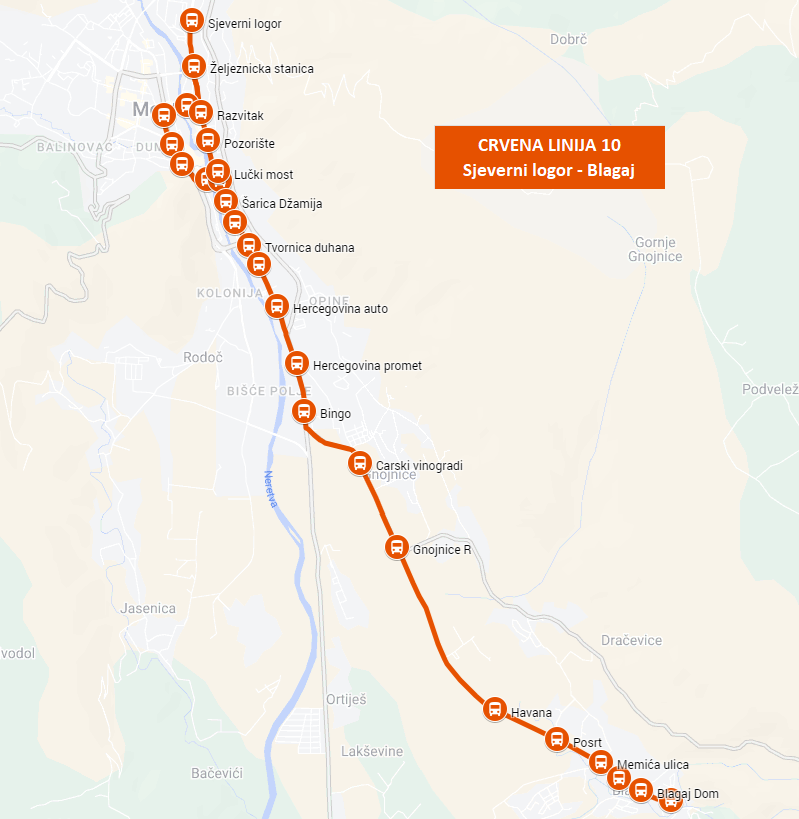 Sjeverni logor
Dobrč
Željeznicka stanica
Razvitak
CRVENA LINIJA 10
Sjeverni logor - Blagaj
Pozorište
BALINOVAC
Lučki most
Šarica Džamija
Tvornica duhana
Gornje
Gnojnice
KOLONIJA
OPINE
Hercegovina auto
Rodoč
Hercegovina promet
BIŠĆE POLJE
Podvelež
Bingo
Carski vinogradi
Gnojnice
Neretva
Gnojnice R
Jasenica
Dračevice
vodol
Ortiješ
Havana
Posrt
Lakševine
Memića ulica
Bačevići
Blagaj Dom